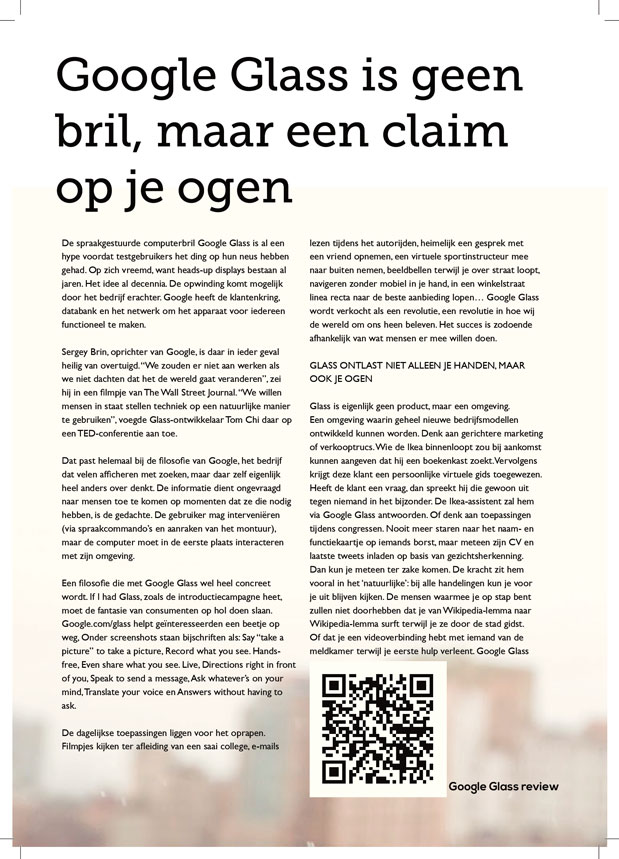 Google Glass is geen
bril, maar een claim
op je ogen
De spraakgestuurde computerbril Google Glass is al een
hype voordat testgebruikers het ding op hun neus hebben
gehad. Op zich vreemd, want heads-up displays bestaan al
jaren. Het idee al decennia. De opwinding komt mogelijk
door het bedrijf erachter. Google heeft de klantenkring,
databank en het netwerk om het apparaat voor iedereen
functioneel te maken.
Sergey Brin, oprichter van Google, is daar in ieder geval
heilig van overtuigd. “We zouden er niet aan werken als
we niet dachten dat het de wereld gaat veranderen”, zei
hij in een filmpje van The Wall Street Journal. “We willen
mensen in staat stellen techniek op een natuurlijke manier
te gebruiken”, voegde Glass-ontwikkelaar Tom Chi daar op
een TED-conferentie aan toe.
Dat past helemaal bij de filosofie van Google, het bedrijf
dat velen afficheren met zoeken, maar daar zelf eigenlijk
heel anders over denkt. De informatie dient ongevraagd
naar mensen toe te komen op momenten dat ze die nodig
hebben, is de gedachte. De gebruiker mag interveniëren
(via spraakcommando’s en aanraken van het montuur),
maar de computer moet in de eerste plaats interacteren
met zijn omgeving.
Een filosofie die met Google Glass wel heel concreet
wordt. If I had Glass, zoals de introductiecampagne heet,
moet de fantasie van consumenten op hol doen slaan.
Google.com/glass helpt geïnteresseerden een beetje op
weg, Onder screenshots staan bijschriften als: Say “take a
picture” to take a picture, Record what you see. Hands-
free, Even share what you see. Live, Directions right in front
of you, Speak to send a message, Ask whatever’s on your
mind, Translate your voice en Answers without having to
ask.
De dagelijkse toepassingen liggen voor het oprapen.
Filmpjes kijken ter afleiding van een saai college, e-mails
lezen tijdens het autorijden, heimelijk een gesprek met
een vriend opnemen, een virtuele sportinstructeur mee
naar buiten nemen, beeldbellen terwijl je over straat loopt,
navigeren zonder mobiel in je hand, in een winkelstraat
linea recta naar de beste aanbieding lopen… Google Glass
wordt verkocht als een revolutie, een revolutie in hoe wij
de wereld om ons heen beleven. Het succes is zodoende
afhankelijk van wat mensen er mee willen doen.
GLASS ONTLAST NIET ALLEEN JE HANDEN, MAAR
OOK JE OGEN
Glass is eigenlijk geen product, maar een omgeving.
Een omgeving waarin geheel nieuwe bedrijfsmodellen
ontwikkeld kunnen worden. Denk aan gerichtere marketing
of verkooptrucs. Wie de Ikea binnenloopt zou bij aankomst
kunnen aangeven dat hij een boekenkast zoekt. Vervolgens
krijgt deze klant een persoonlijke virtuele gids toegewezen.
Heeft de klant een vraag, dan spreekt hij die gewoon uit
tegen niemand in het bijzonder. De Ikea-assistent zal hem
via Google Glass antwoorden. Of denk aan toepassingen
tijdens congressen. Nooit meer staren naar het naam- en
functiekaartje op iemands borst, maar meteen zijn CV en
laatste tweets inladen op basis van gezichtsherkenning.
Dan kun je meteen ter zake komen. De kracht zit hem
vooral in het ‘natuurlijke’: bij alle handelingen kun je voor
je uit blijven kijken. De mensen waarmee je op stap bent
zullen niet doorhebben dat je van Wikipedia-lemma naar
Wikipedia-lemma surft terwijl je ze door de stad gidst.
Of dat je een videoverbinding hebt met iemand van de
meldkamer terwijl je eerste hulp verleent. Google Glass
Google Glass review